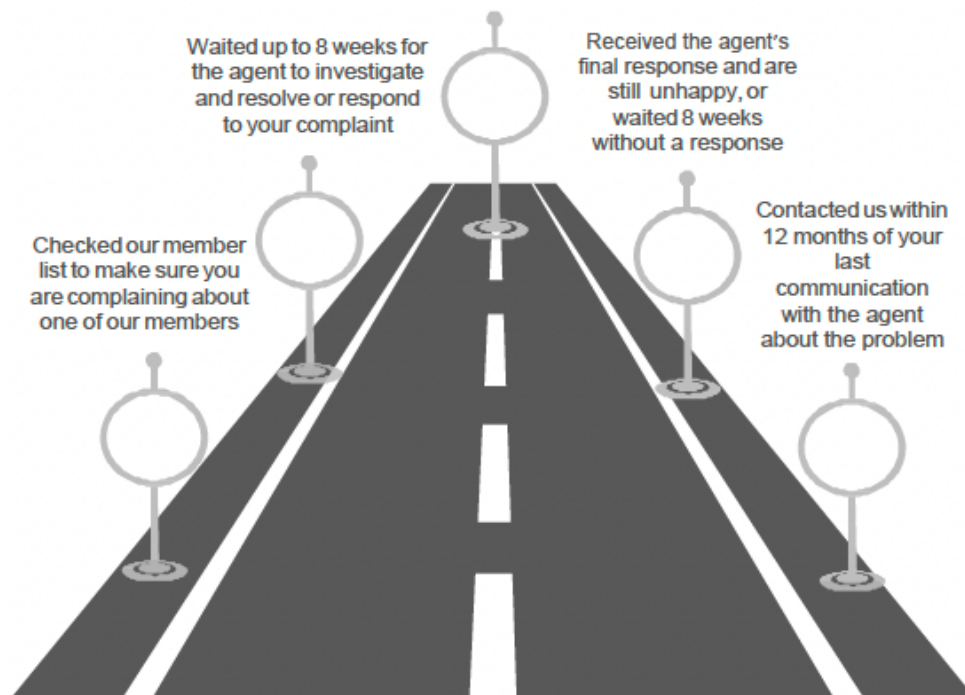 Checked our member
list to make sure you
are complaining about
one of our members
Waited up to 8 weeks for
the agent to investigate
and resolve or respond
to your complaint
Received the agent's
final response and are
still unhappy, or
waited 8 weeks
without a response
Contacted us within
12 months of your
last
communication
with the agent
about the problem